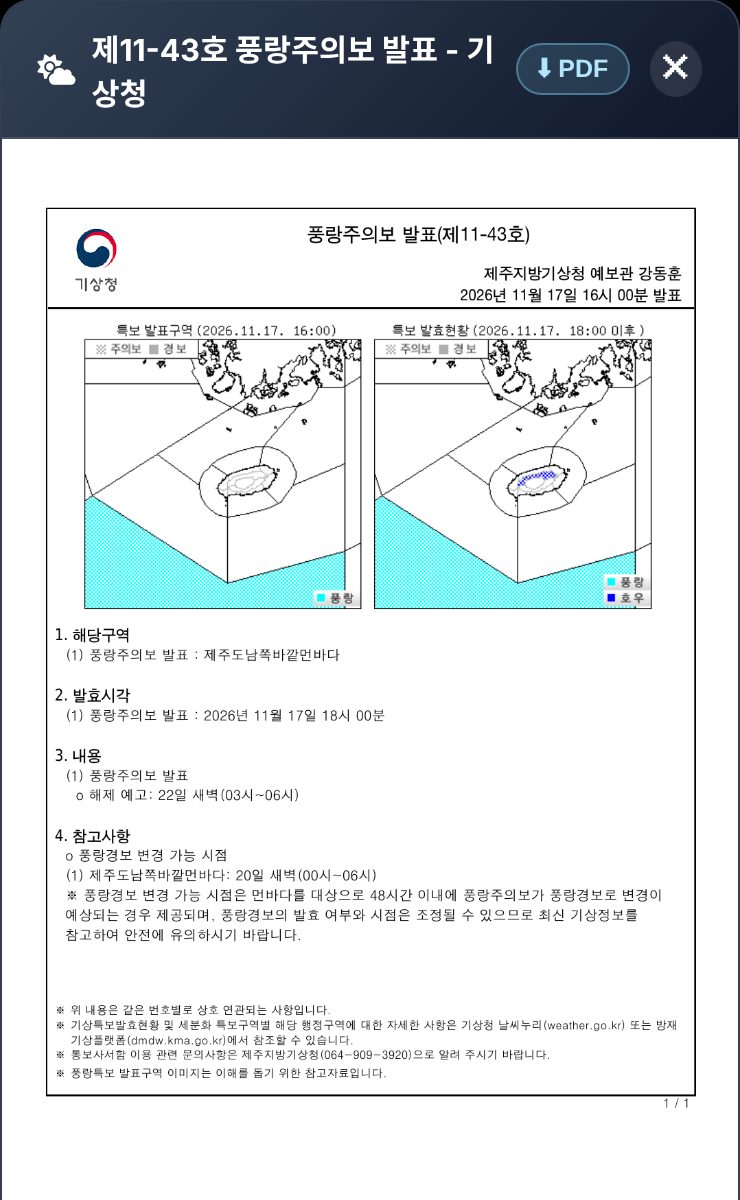 제11-43호 풍랑주의보 발표 - 기
상청
⬇ PDF
✕
풍랑주의보 발표(제11-43호)
기상청
제주지방기상청 예보관 강동훈
2026년 11월 17일 16시 00분 발표
특보 발표구역 (2026.11.17. 16:00)
특보 발효현황 (2026.11.17. 18:00 이후 )
주의보 경보
주의보 경보
풍랑
풍랑
호우
1. 해당구역
(1) 풍랑주의보 발표 : 제주도남쪽바깥먼바다
2. 발효시각
(1) 풍랑주의보 발표 : 2026년 11월 17일 18시 00분
3. 내용
(1) 풍랑주의보 발표
o 해제 예고: 22일 새벽(03시~06시)
4. 참고사항
o 풍랑경보 변경 가능 시점
(1) 제주도남쪽바깥먼바다: 20일 새벽(00시~06시)
※ 풍랑경보 변경 가능 시점은 먼바다를 대상으로 48시간 이내에 풍랑주의보가 풍랑경보로 변경이
예상되는 경우 제공되며, 풍랑경보의 발효 여부와 시점은 조정될 수 있으므로 최신 기상정보를
참고하여 안전에 유의하시기 바랍니다.
※ 위 내용은 같은 번호별로 상호 연관되는 사항입니다.
※ 기상특보발효현황 및 세분화 특보구역별 해당 행정구역에 대한 자세한 사항은 기상청 날씨누리(weather.go.kr) 또는 방재
기상플랫폼(dmdw.kma.go.kr)에서 참조할 수 있습니다.
※ 통보사서함 이용 관련 문의사항은 제주지방기상청(064-909-3920)으로 알려 주시기 바랍니다.
※ 풍랑특보 발표구역 이미지는 이해를 돕기 위한 참고자료입니다.
1 / 1